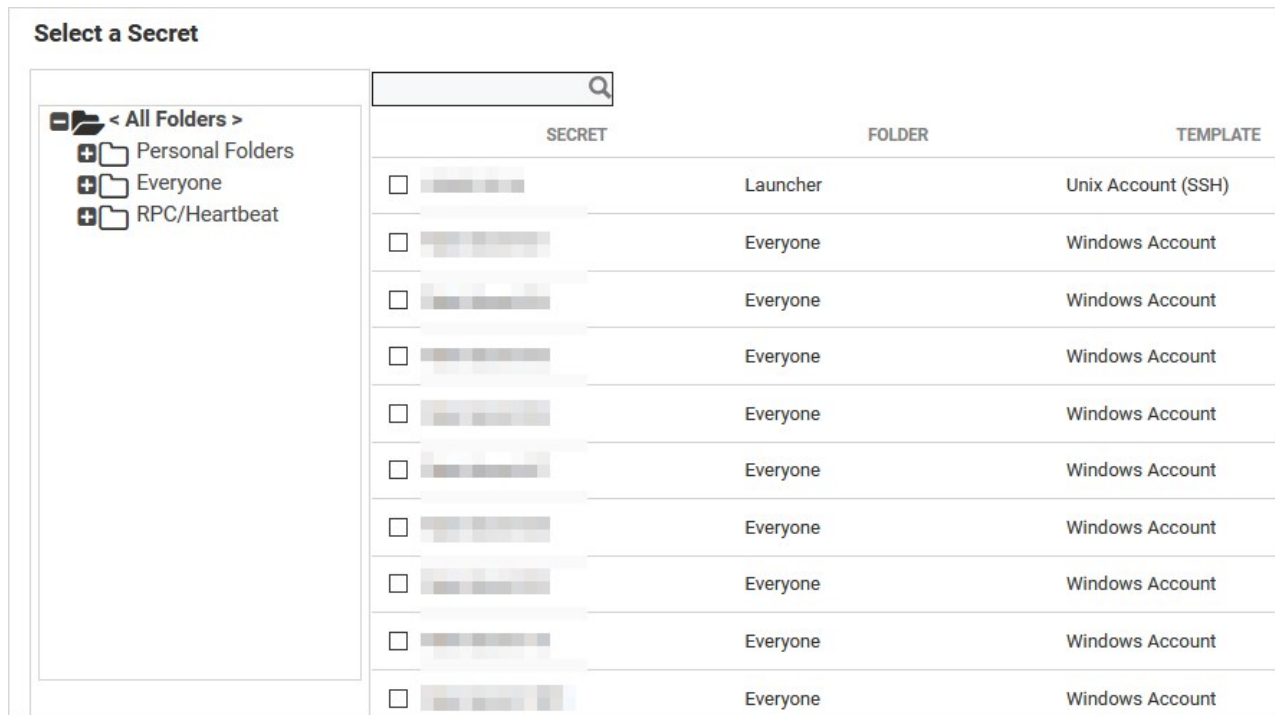 Select a Secret
< All Folders >
Personal Folders
Everyone
RPC/Heartbeat
SECRET FOLDER TEMPLATE
Launcher Unix Account (SSH)
Everyone Windows Account
Everyone Windows Account
Everyone Windows Account
Everyone Windows Account
Everyone Windows Account
Everyone Windows Account
Everyone Windows Account
Everyone Windows Account
Everyone Windows Account